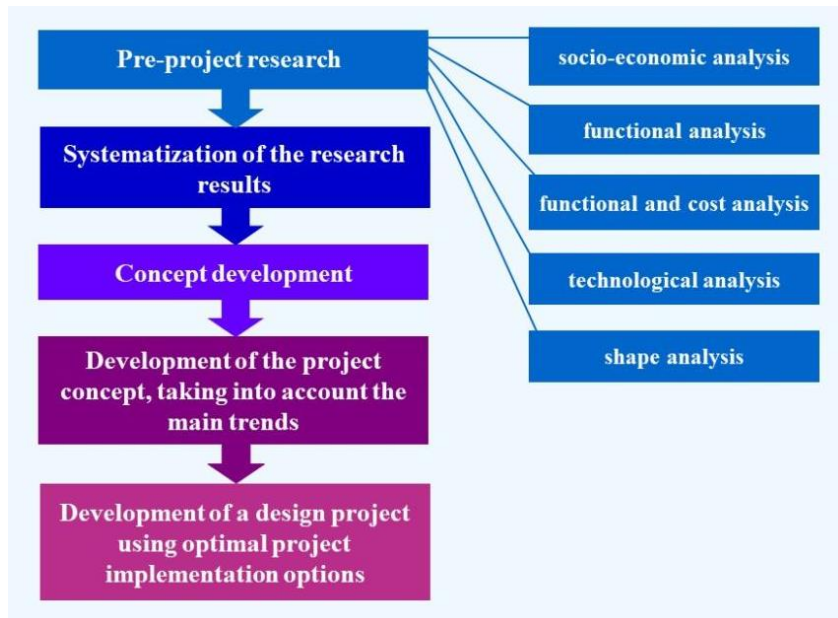 Pre-project research
Systematization of the research
results
Concept development
Development of the project
concept, taking into account the
main trends
Development of a design project
using optimal project
implementation options
socio-economic analysis
functional analysis
functional and cost analysis
technological analysis
shape analysis